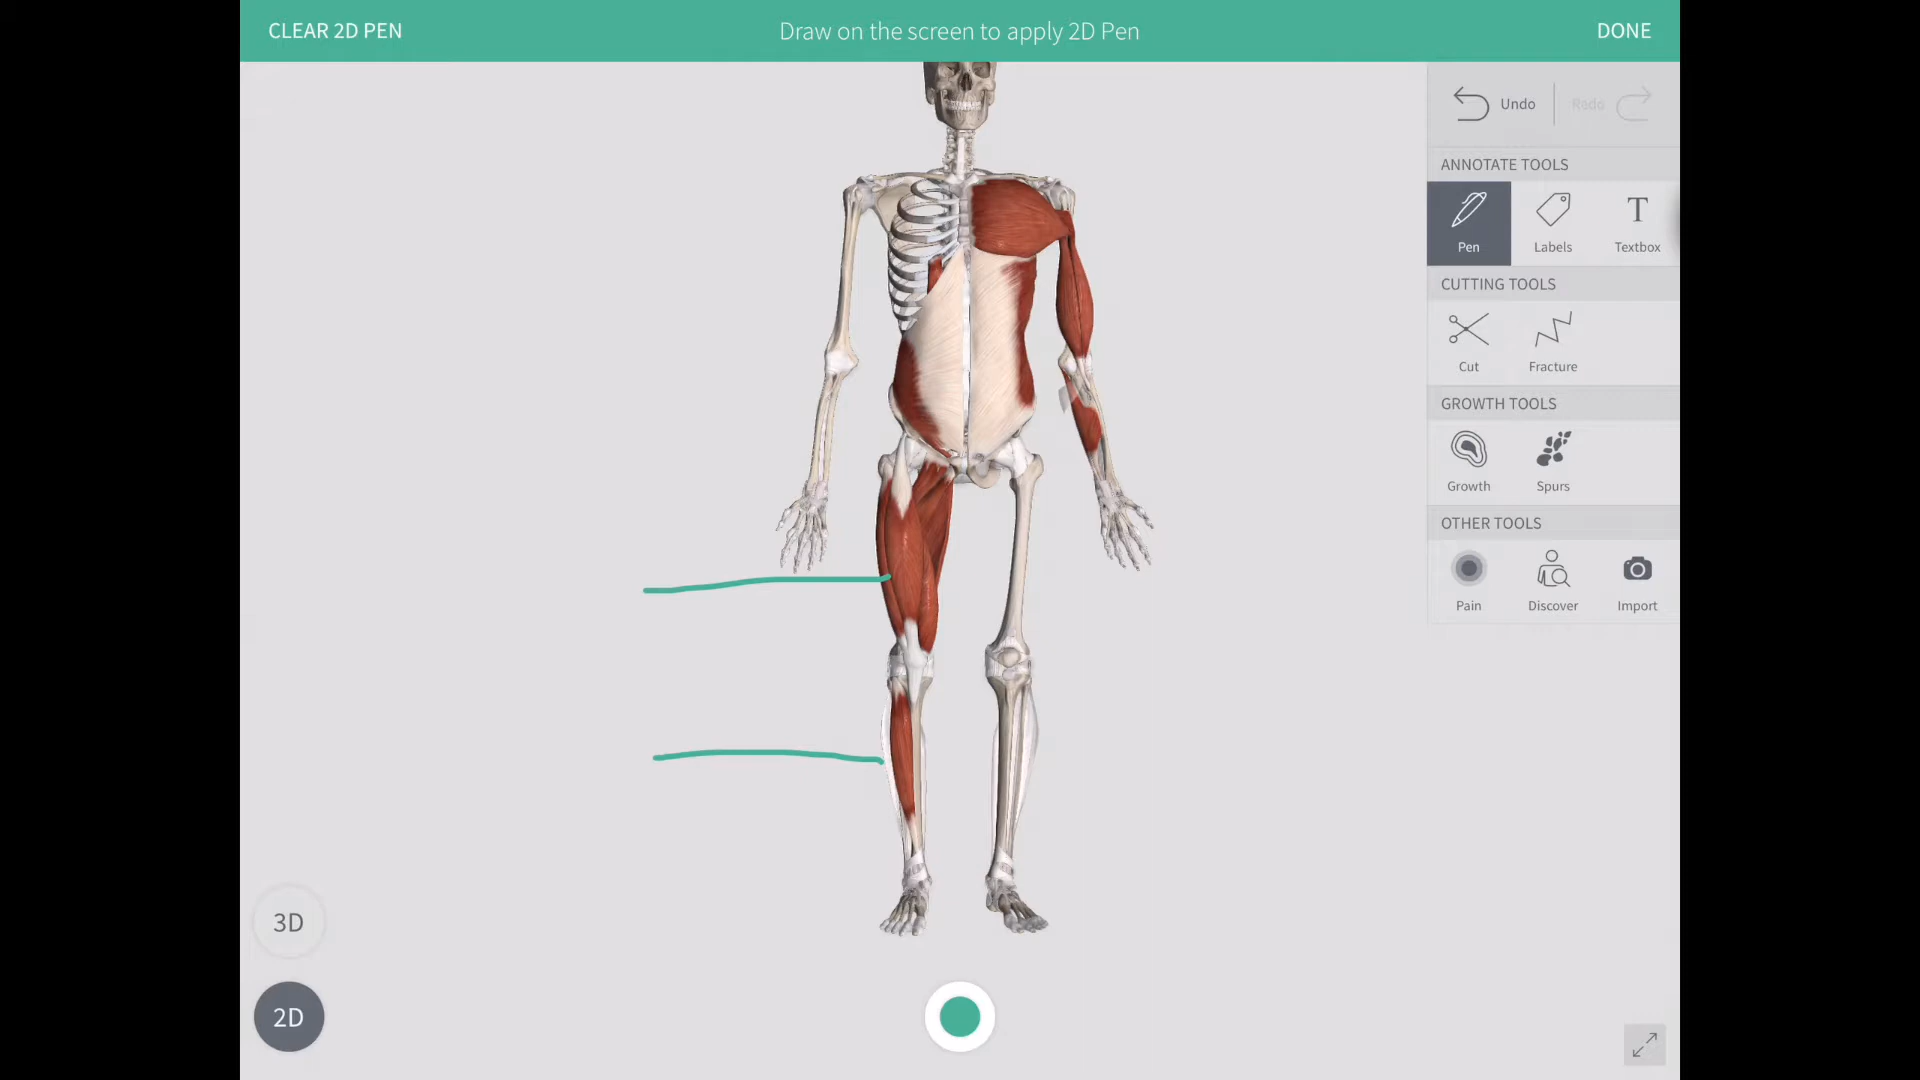 CLEAR 2D PEN
Draw on the screen to apply 2D Pen
DONE
Undo
Redo
ANNOTATE TOOLS
Pen
Labels
T
Textbox
CUTTING TOOLS
Cut
Fracture
GROWTH TOOLS
Growth
Spurs
OTHER TOOLS
Pain
Discover
Import
3D
2D